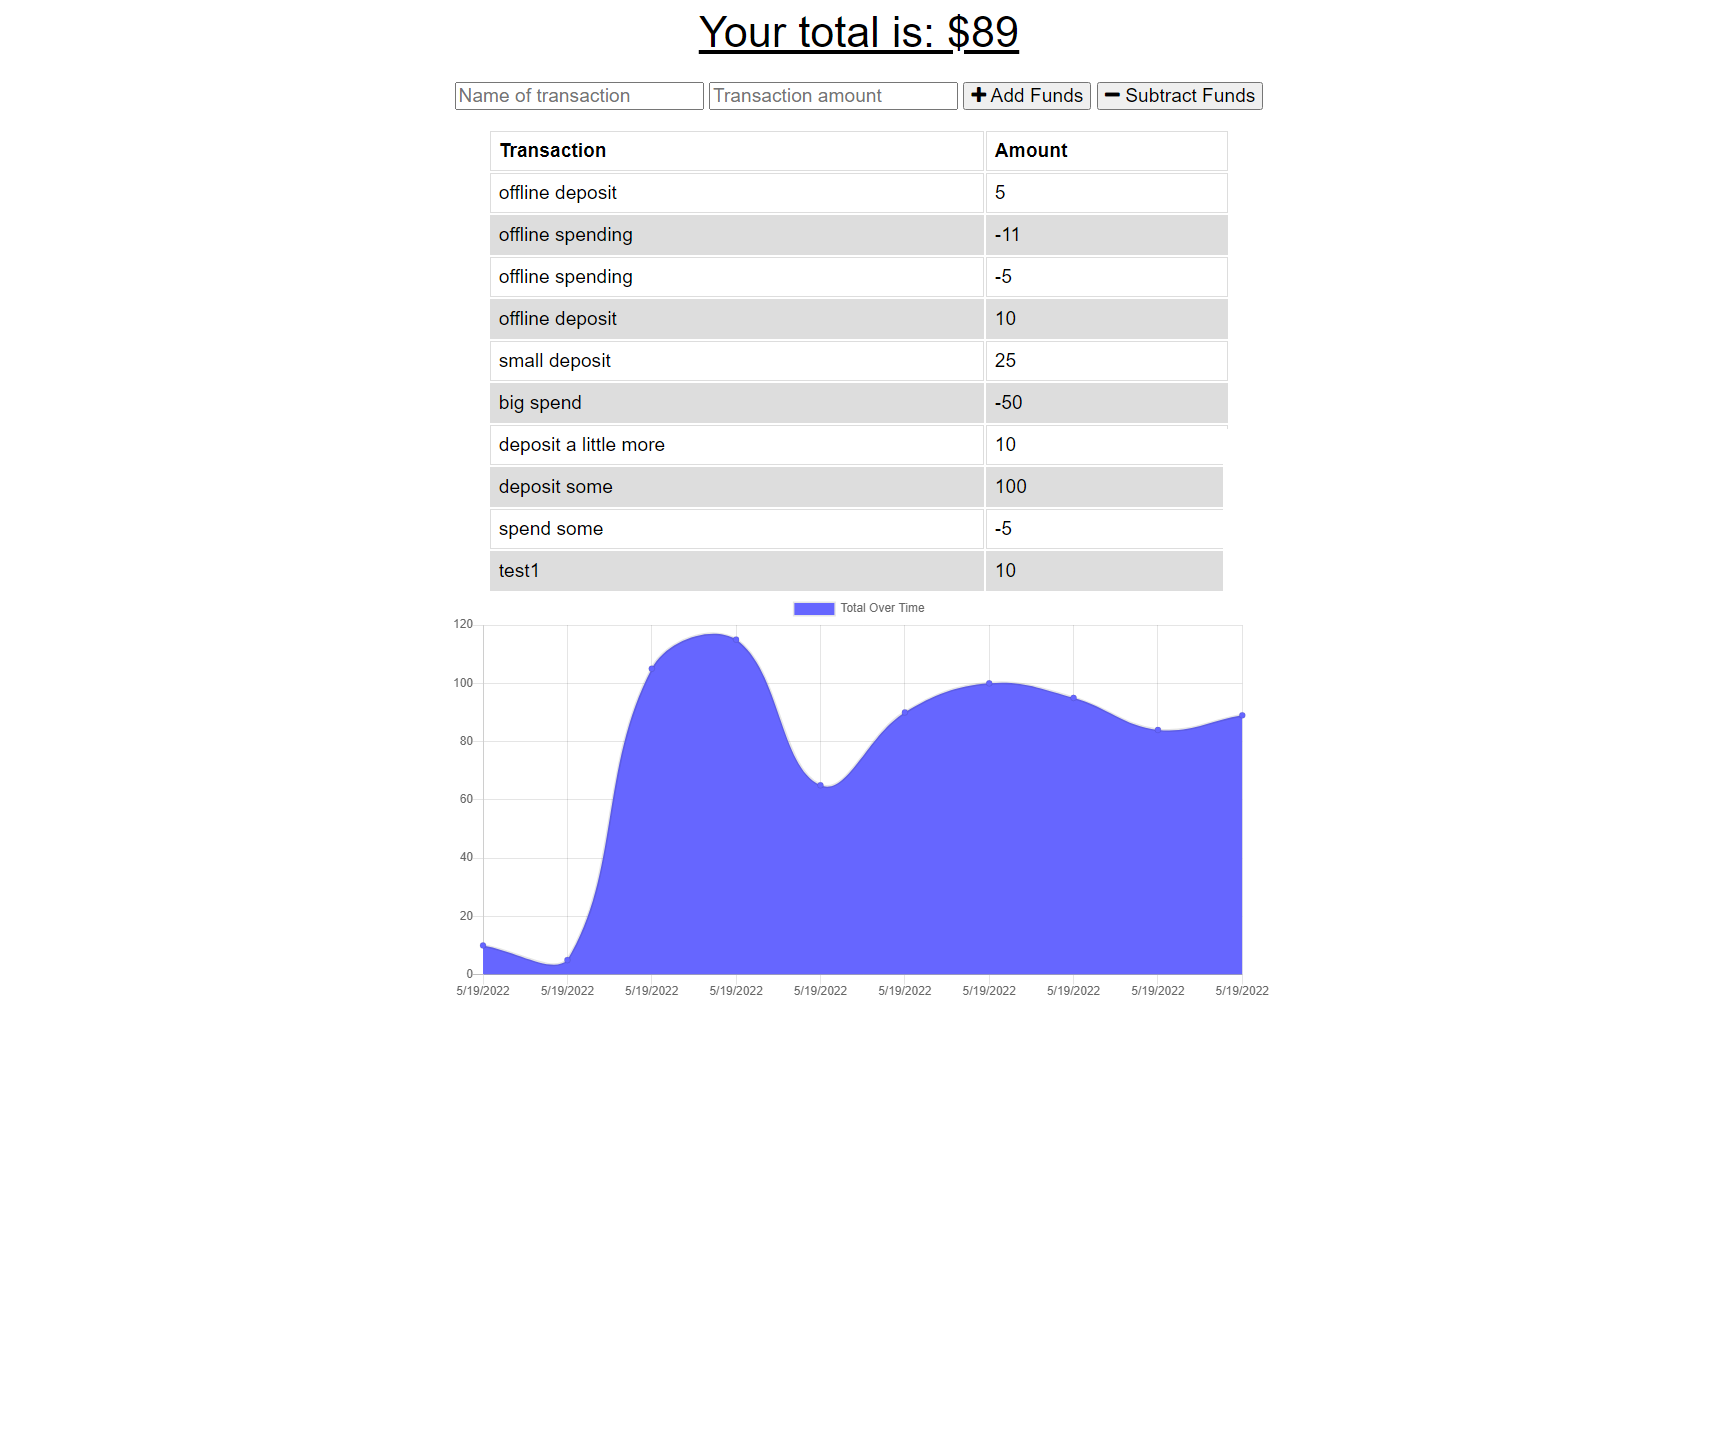 Your total is: $89
Name of transaction Transaction amount Add Funds Subtract Funds
Transaction Amount
offline deposit 5
offline spending -11
offline spending -5
offline deposit 10
small deposit 25
big spend -50
deposit a little more 10
deposit some 100
spend some -5
test1 10
Total Over Time
120
100
80
60
40
20
0
5/19/2022 5/19/2022 5/19/2022 5/19/2022 5/19/2022 5/19/2022 5/19/2022 5/19/2022 5/19/2022 5/19/2022